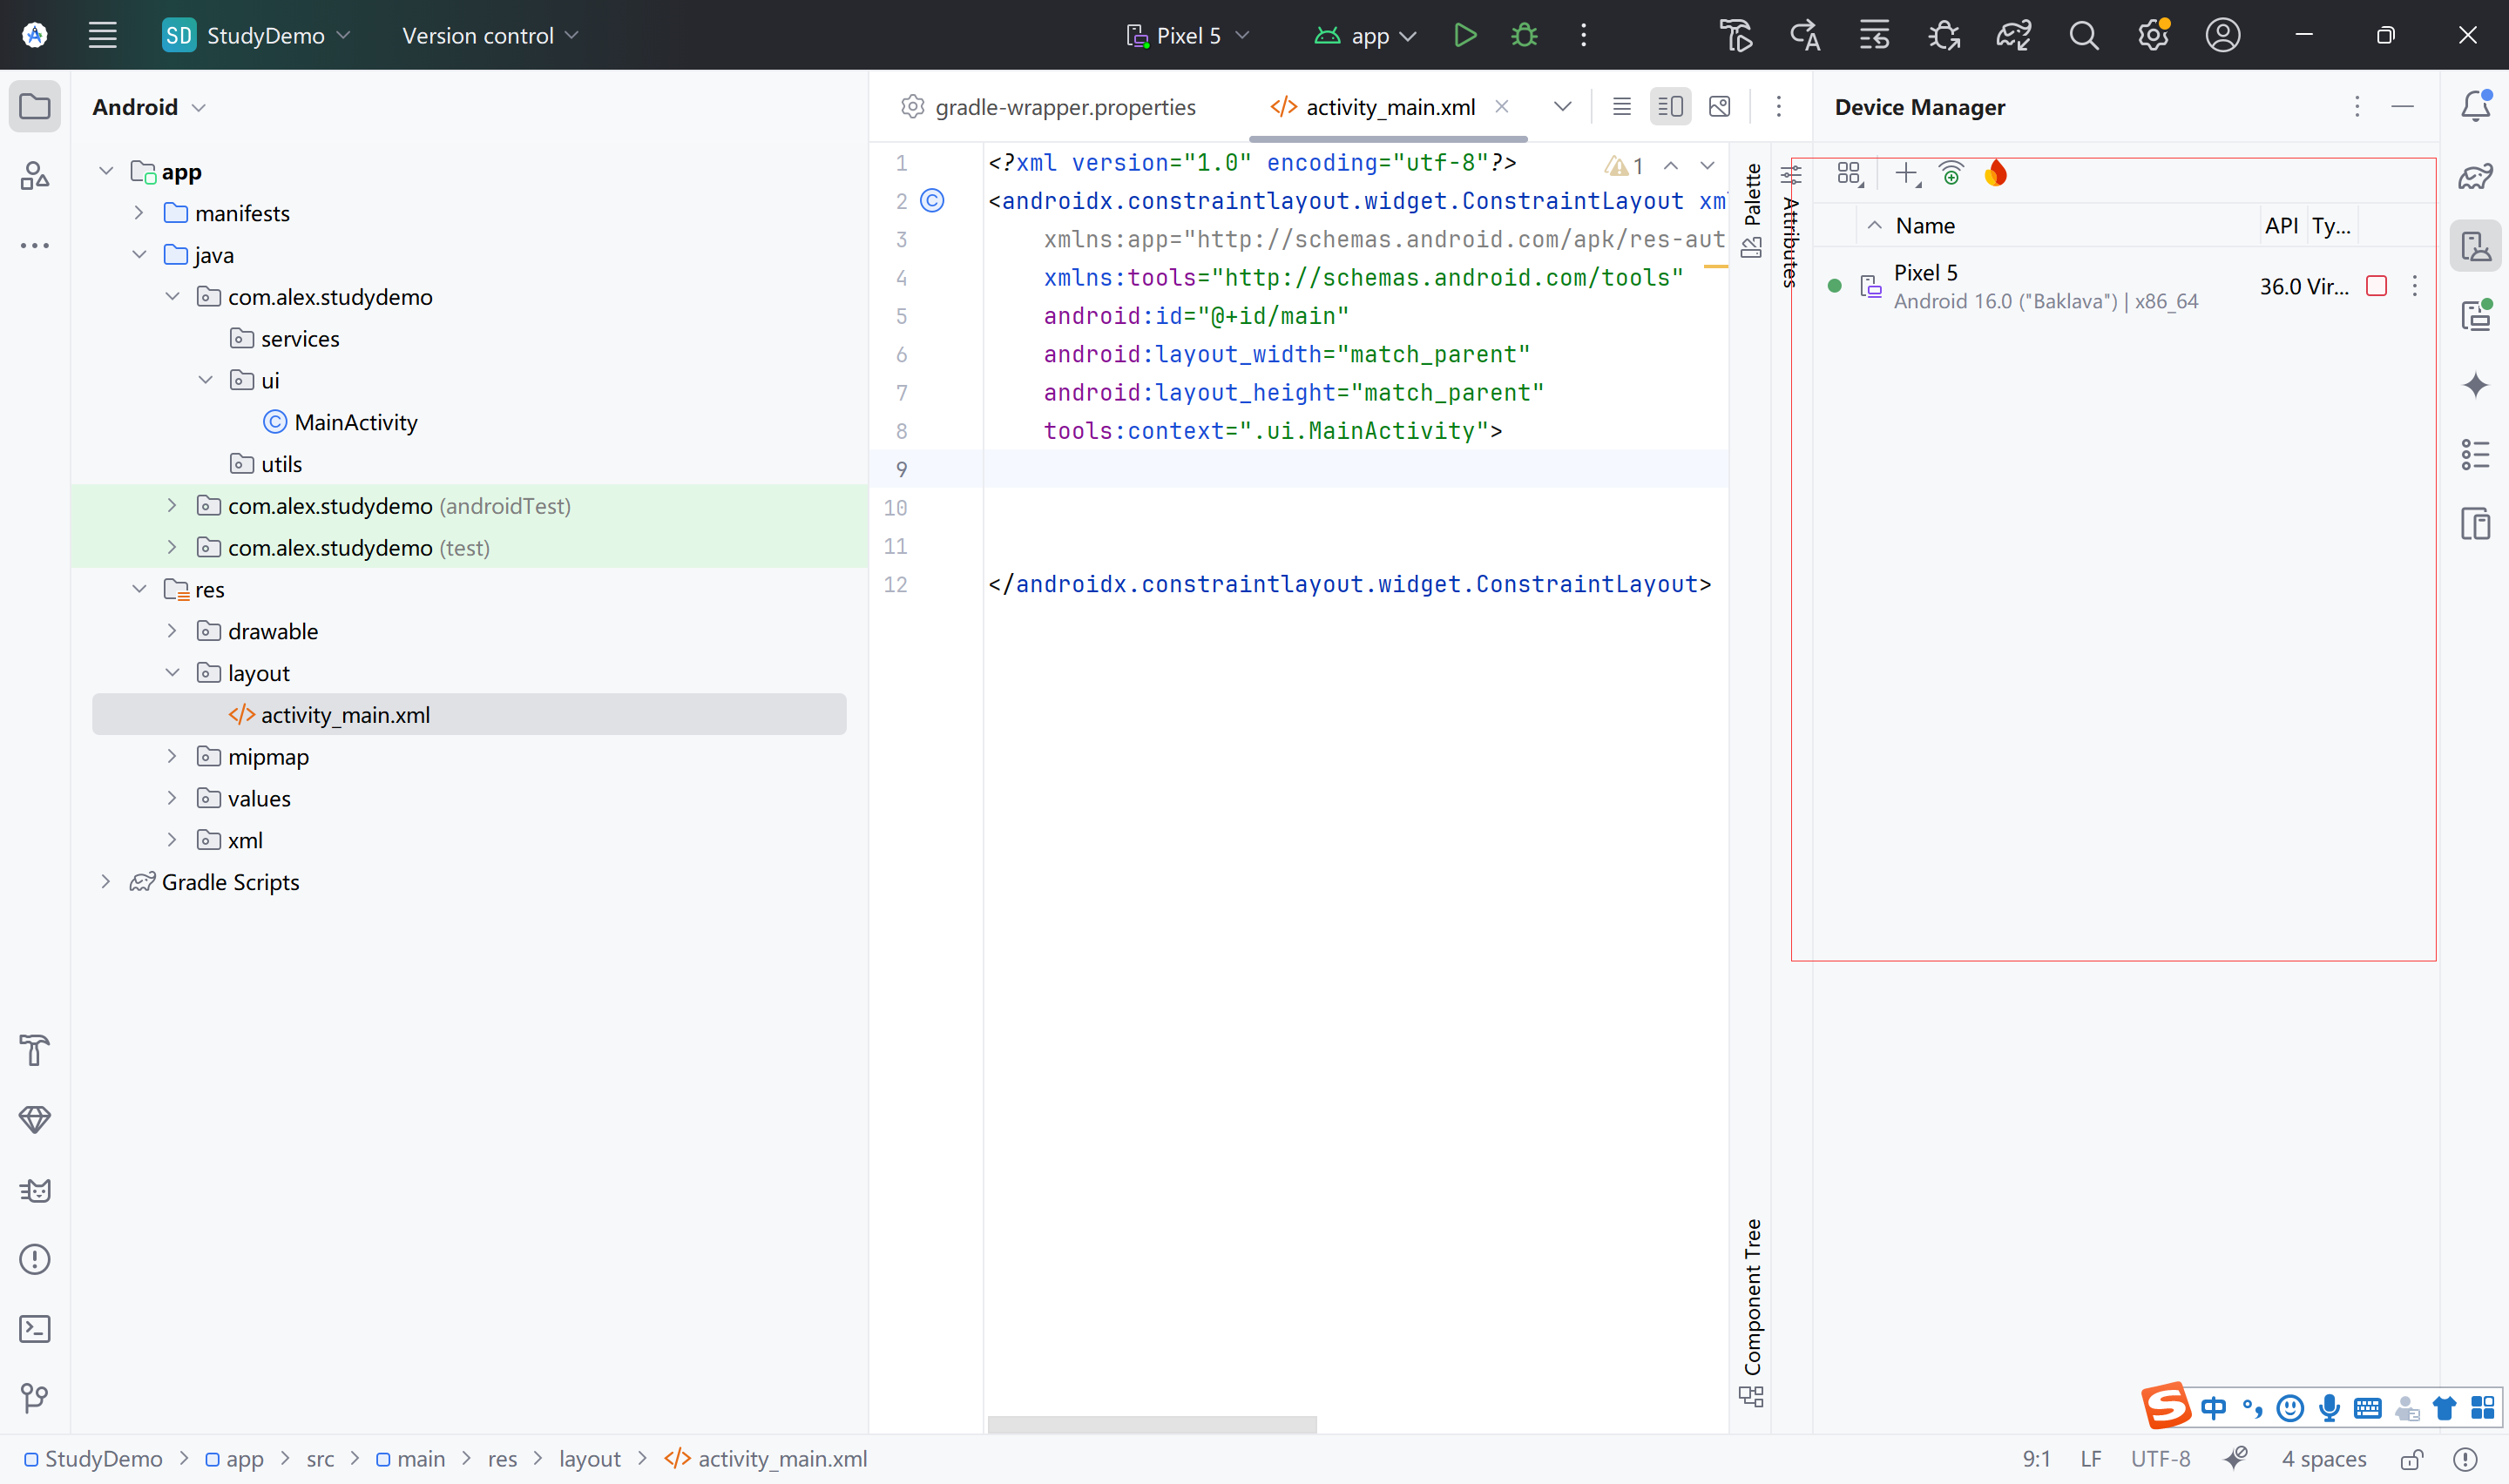 SD StudyDemo Version control Pixel 5 app
Android
app
manifests
java
com.alex.studydemo
services
ui
MainActivity
utils
com.alex.studydemo (androidTest)
com.alex.studydemo (test)
res
drawable
layout
activity_main.xml
mipmap
values
xml
Gradle Scripts
gradle-wrapper.properties activity_main.xml
1 <?xml version="1.0" encoding="utf-8"?>
1
2 <androidx.constraintlayout.widget.ConstraintLayout xm
3 xmlns:app="http://schemas.android.com/apk/res-aut
4 xmlns:tools="http://schemas.android.com/tools"
5 android:id="@+id/main"
6 android:layout_width="match_parent"
7 android:layout_height="match_parent"
8 tools:context=".ui.MainActivity">
9
10
11
12 </androidx.constraintlayout.widget.ConstraintLayout>
Palette
Attributes
Component Tree
Device Manager
Name API Ty...
Pixel 5
Android 16.0 ("Baklava") | x86_64
36.0 Vir...
中
StudyDemo > app > src > main > res > layout > activity_main.xml
9:1 LF UTF-8 4 spaces